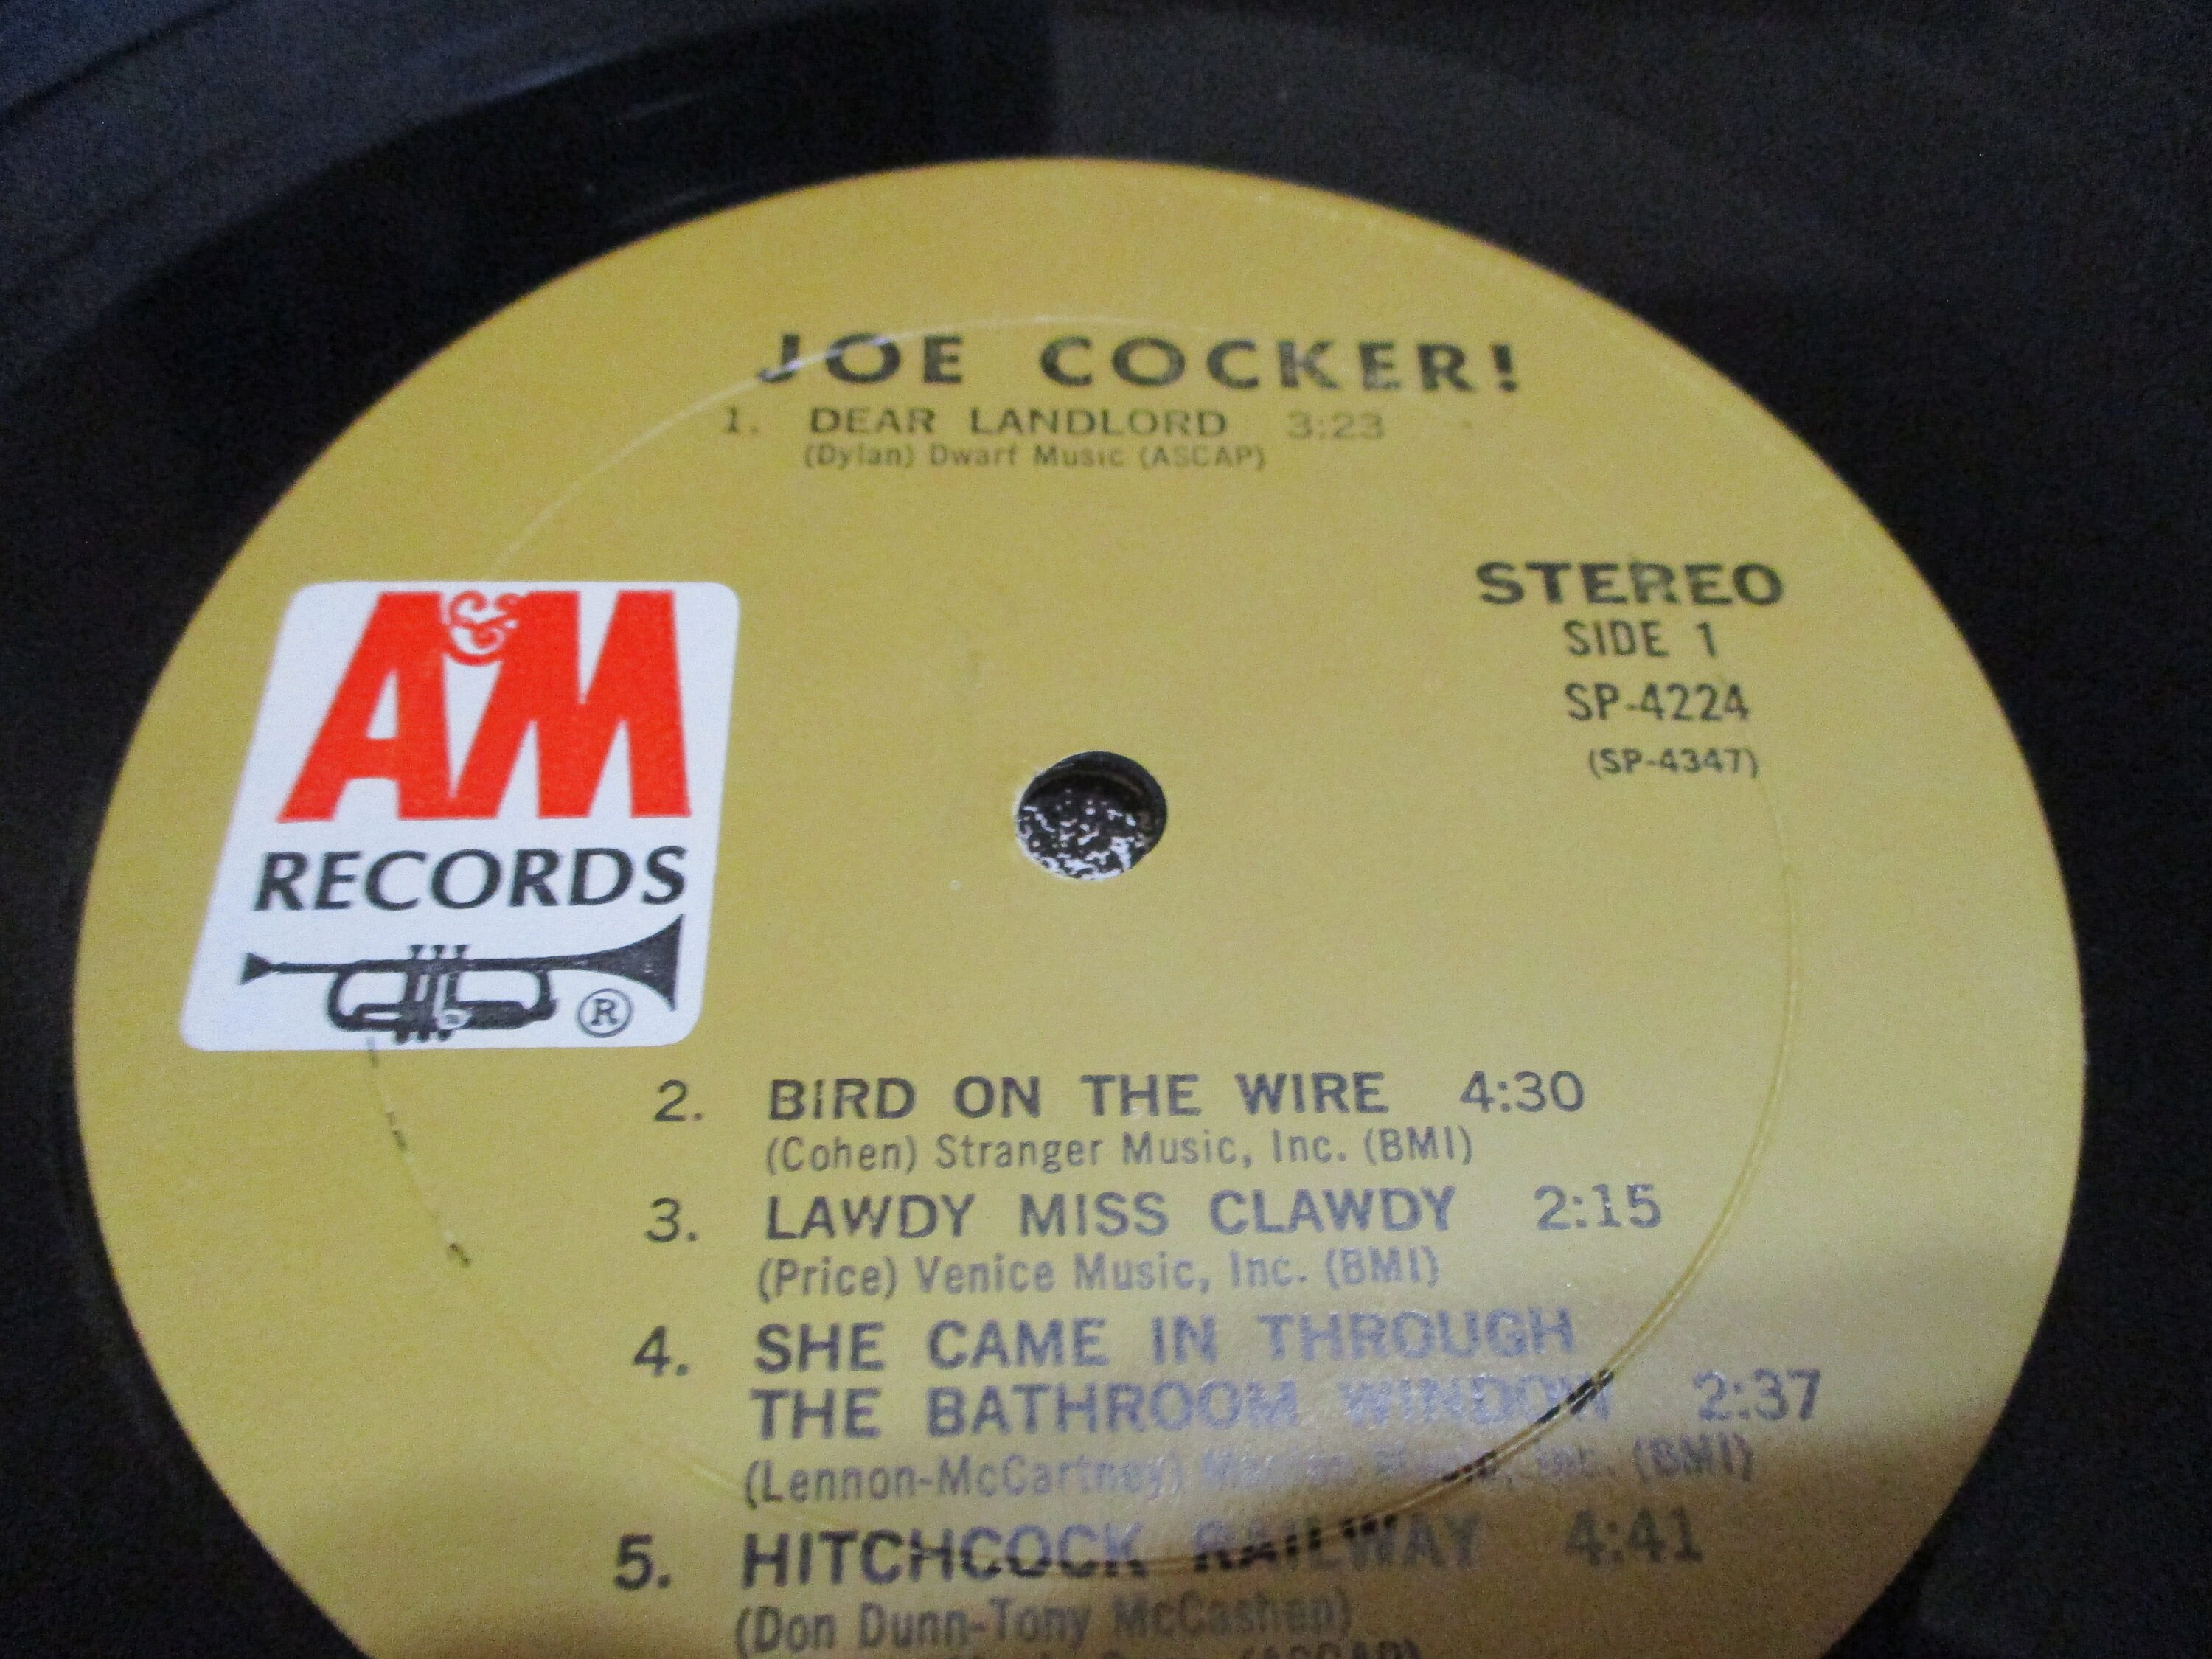 JOE COCKER!
1. DEAR LANDLORD 3:23
(Dylan) Dwarf Music (ASCAP)
A&M
RECORDS
®
STEREO
SIDE 1
SP-4224
(SP-4347)
2. BIRD ON THE WIRE 4:30
(Cohen) Stranger Music, Inc. (BMI)
3. LAWDY MISS CLAWDY 2:15
(Price) Venice Music, Inc. (BMI)
4. SHE CAME IN THROUGH
THE BATHROOM WINDOW 2:37
(Lennon-McCartney) Music, Inc. (BMI)
5. HITCHCOCK RAILWAY 4:41
(Don Dunn-Tony McCashen)
(ASCAP)